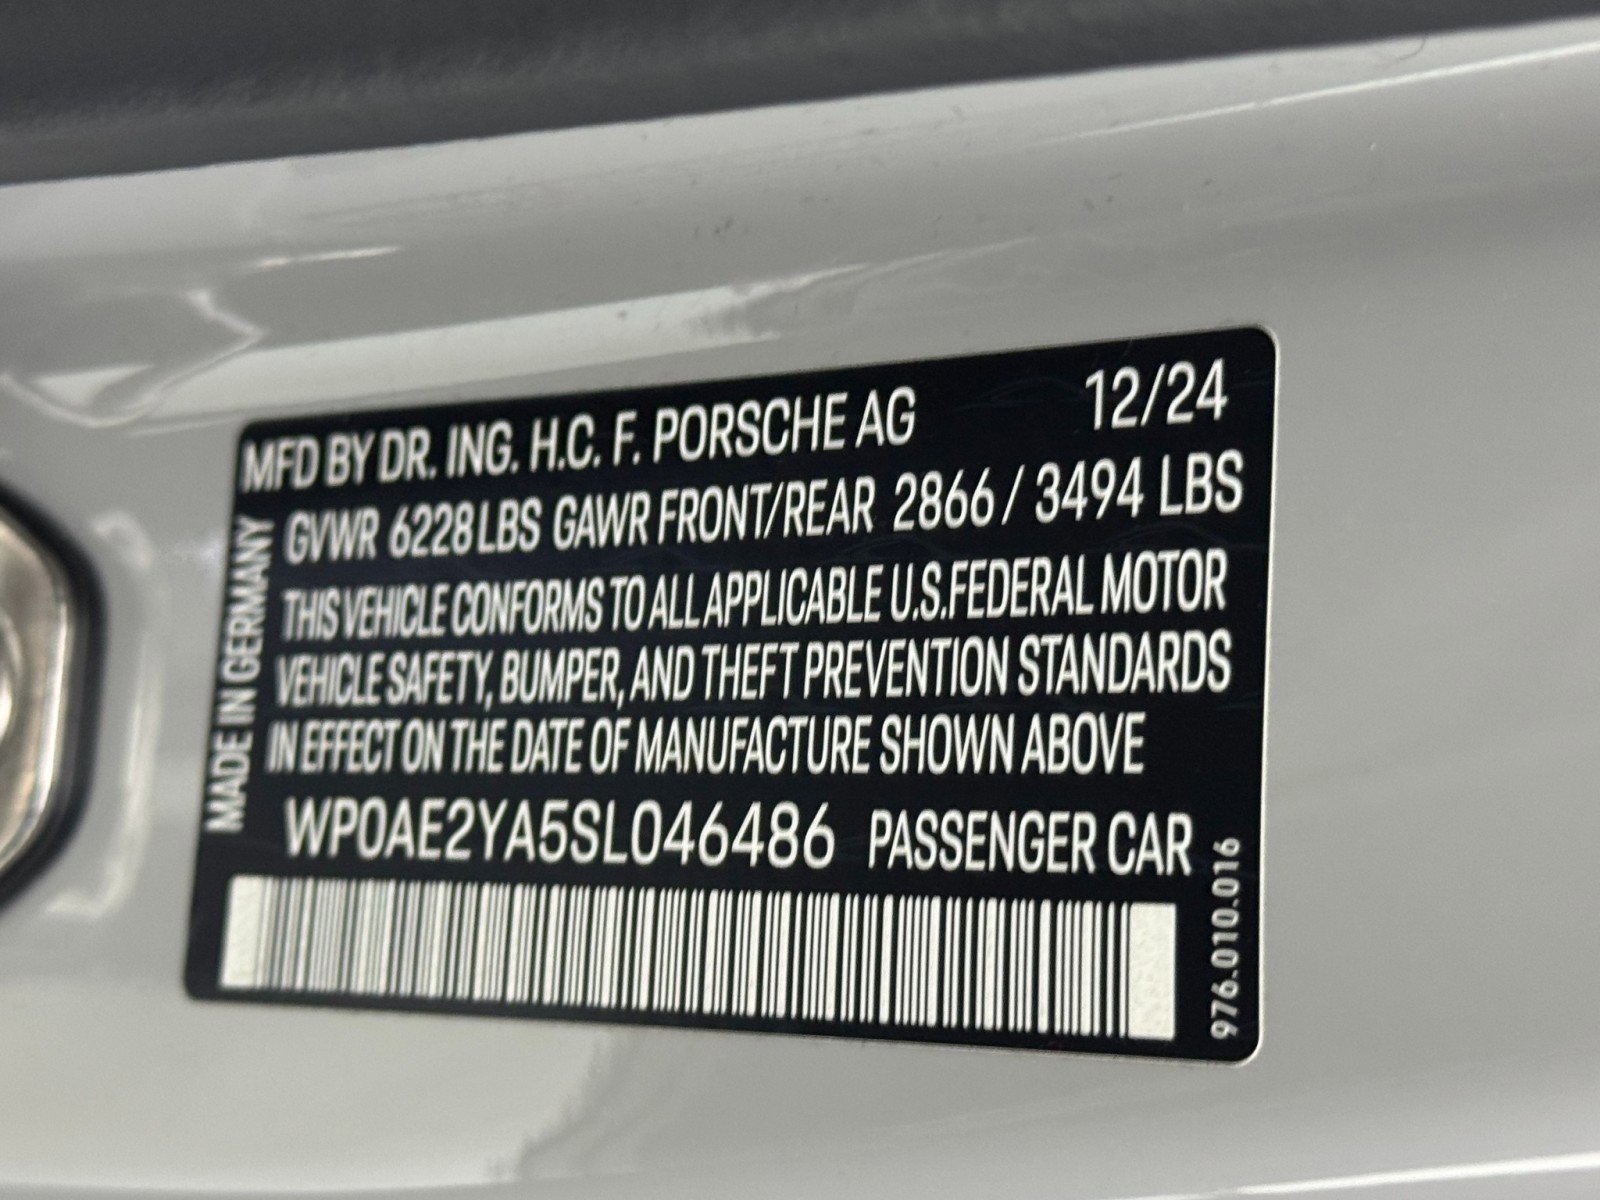 MFD BY DR. ING. H.C. F. PORSCHE AG 12/24
GVWR 6228 LBS GAWR FRONT/REAR 2866 / 3494 LBS
THIS VEHICLE CONFORMS TO ALL APPLICABLE U.S.FEDERAL MOTOR
VEHICLE SAFETY, BUMPER, AND THEFT PREVENTION STANDARDS
IN EFFECT ON THE DATE OF MANUFACTURE SHOWN ABOVE
WP0AE2YA5SL046486 PASSENGER CAR
MADE IN GERMANY
976.010.016